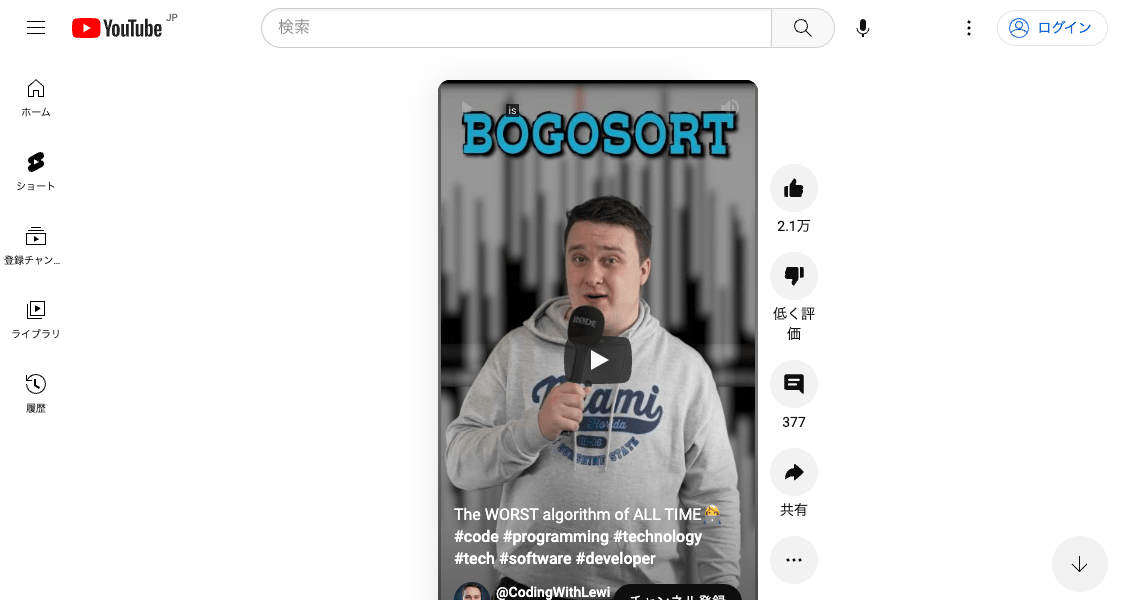 YouTube JP
検索
ログイン
ホーム
ショート
登録チャン...
ライブラリ
履歴
is
BOGOSORT
RØDE
Miami
Florida
SUNSHINE STATE
The WORST algorithm of ALL TIME
#code #programming #technology
#tech #software #developer
@CodingWithLewi
チャンネル登録
2.1万
低く評
価
377
共有